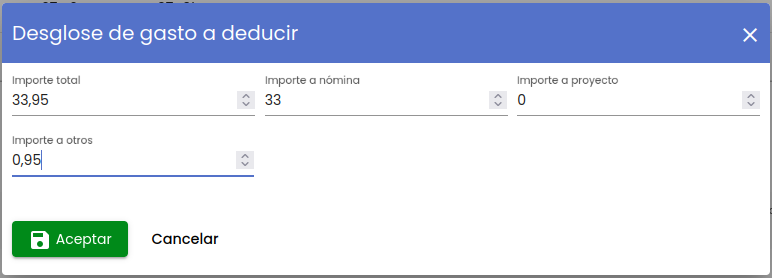 Desglose de gasto a deducir
Importe total
Importe a nómina
Importe a proyecto
33,95
33
0
Importe a otros
0,95
Aceptar
Cancelar